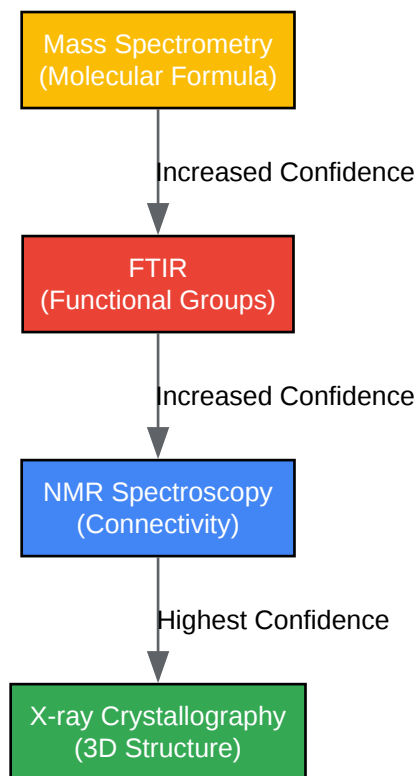 Mass Spectrometry
(Molecular Formula)
Increased Confidence
FTIR
(Functional Groups)
Increased Confidence
NMR Spectroscopy
(Connectivity)
Highest Confidence
X-ray Crystallography
(3D Structure)